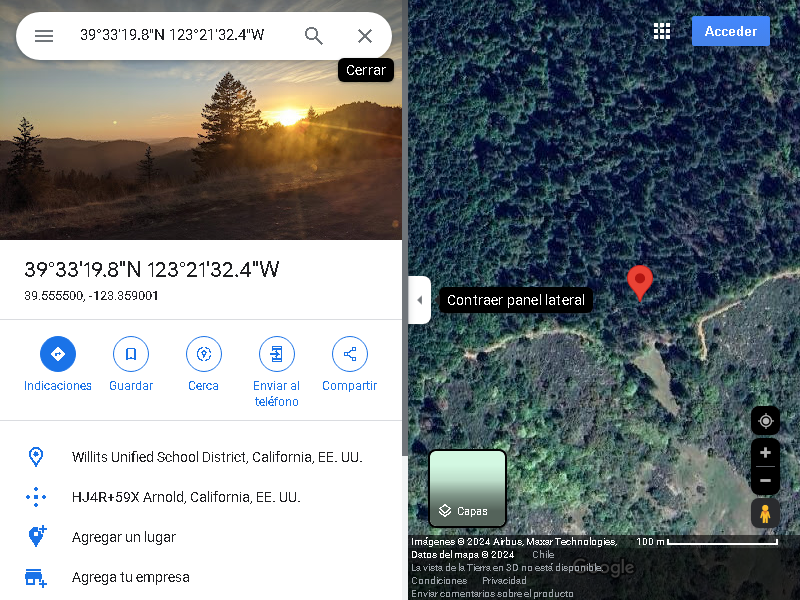 39°33'19.8"N 123°21'32.4"W
Cerrar
39°33'19.8"N 123°21'32.4"W
39.555500, -123.359001
Indicaciones
Guardar
Cerca
Enviar al
teléfono
Compartir
Willits Unified School District, California, EE. UU.
HJ4R+59X Arnold, California, EE. UU.
Agregar un lugar
Agrega tu empresa
Acceder
Contraer panel lateral
Capas
Imágenes © 2024 Airbus, Maxar Technologies,
100 m
Datos del mapa © 2024 Chile
La vista de la Tierra en 3D no está disponible.
Google
Condiciones Privacidad
Enviar comentarios sobre el producto